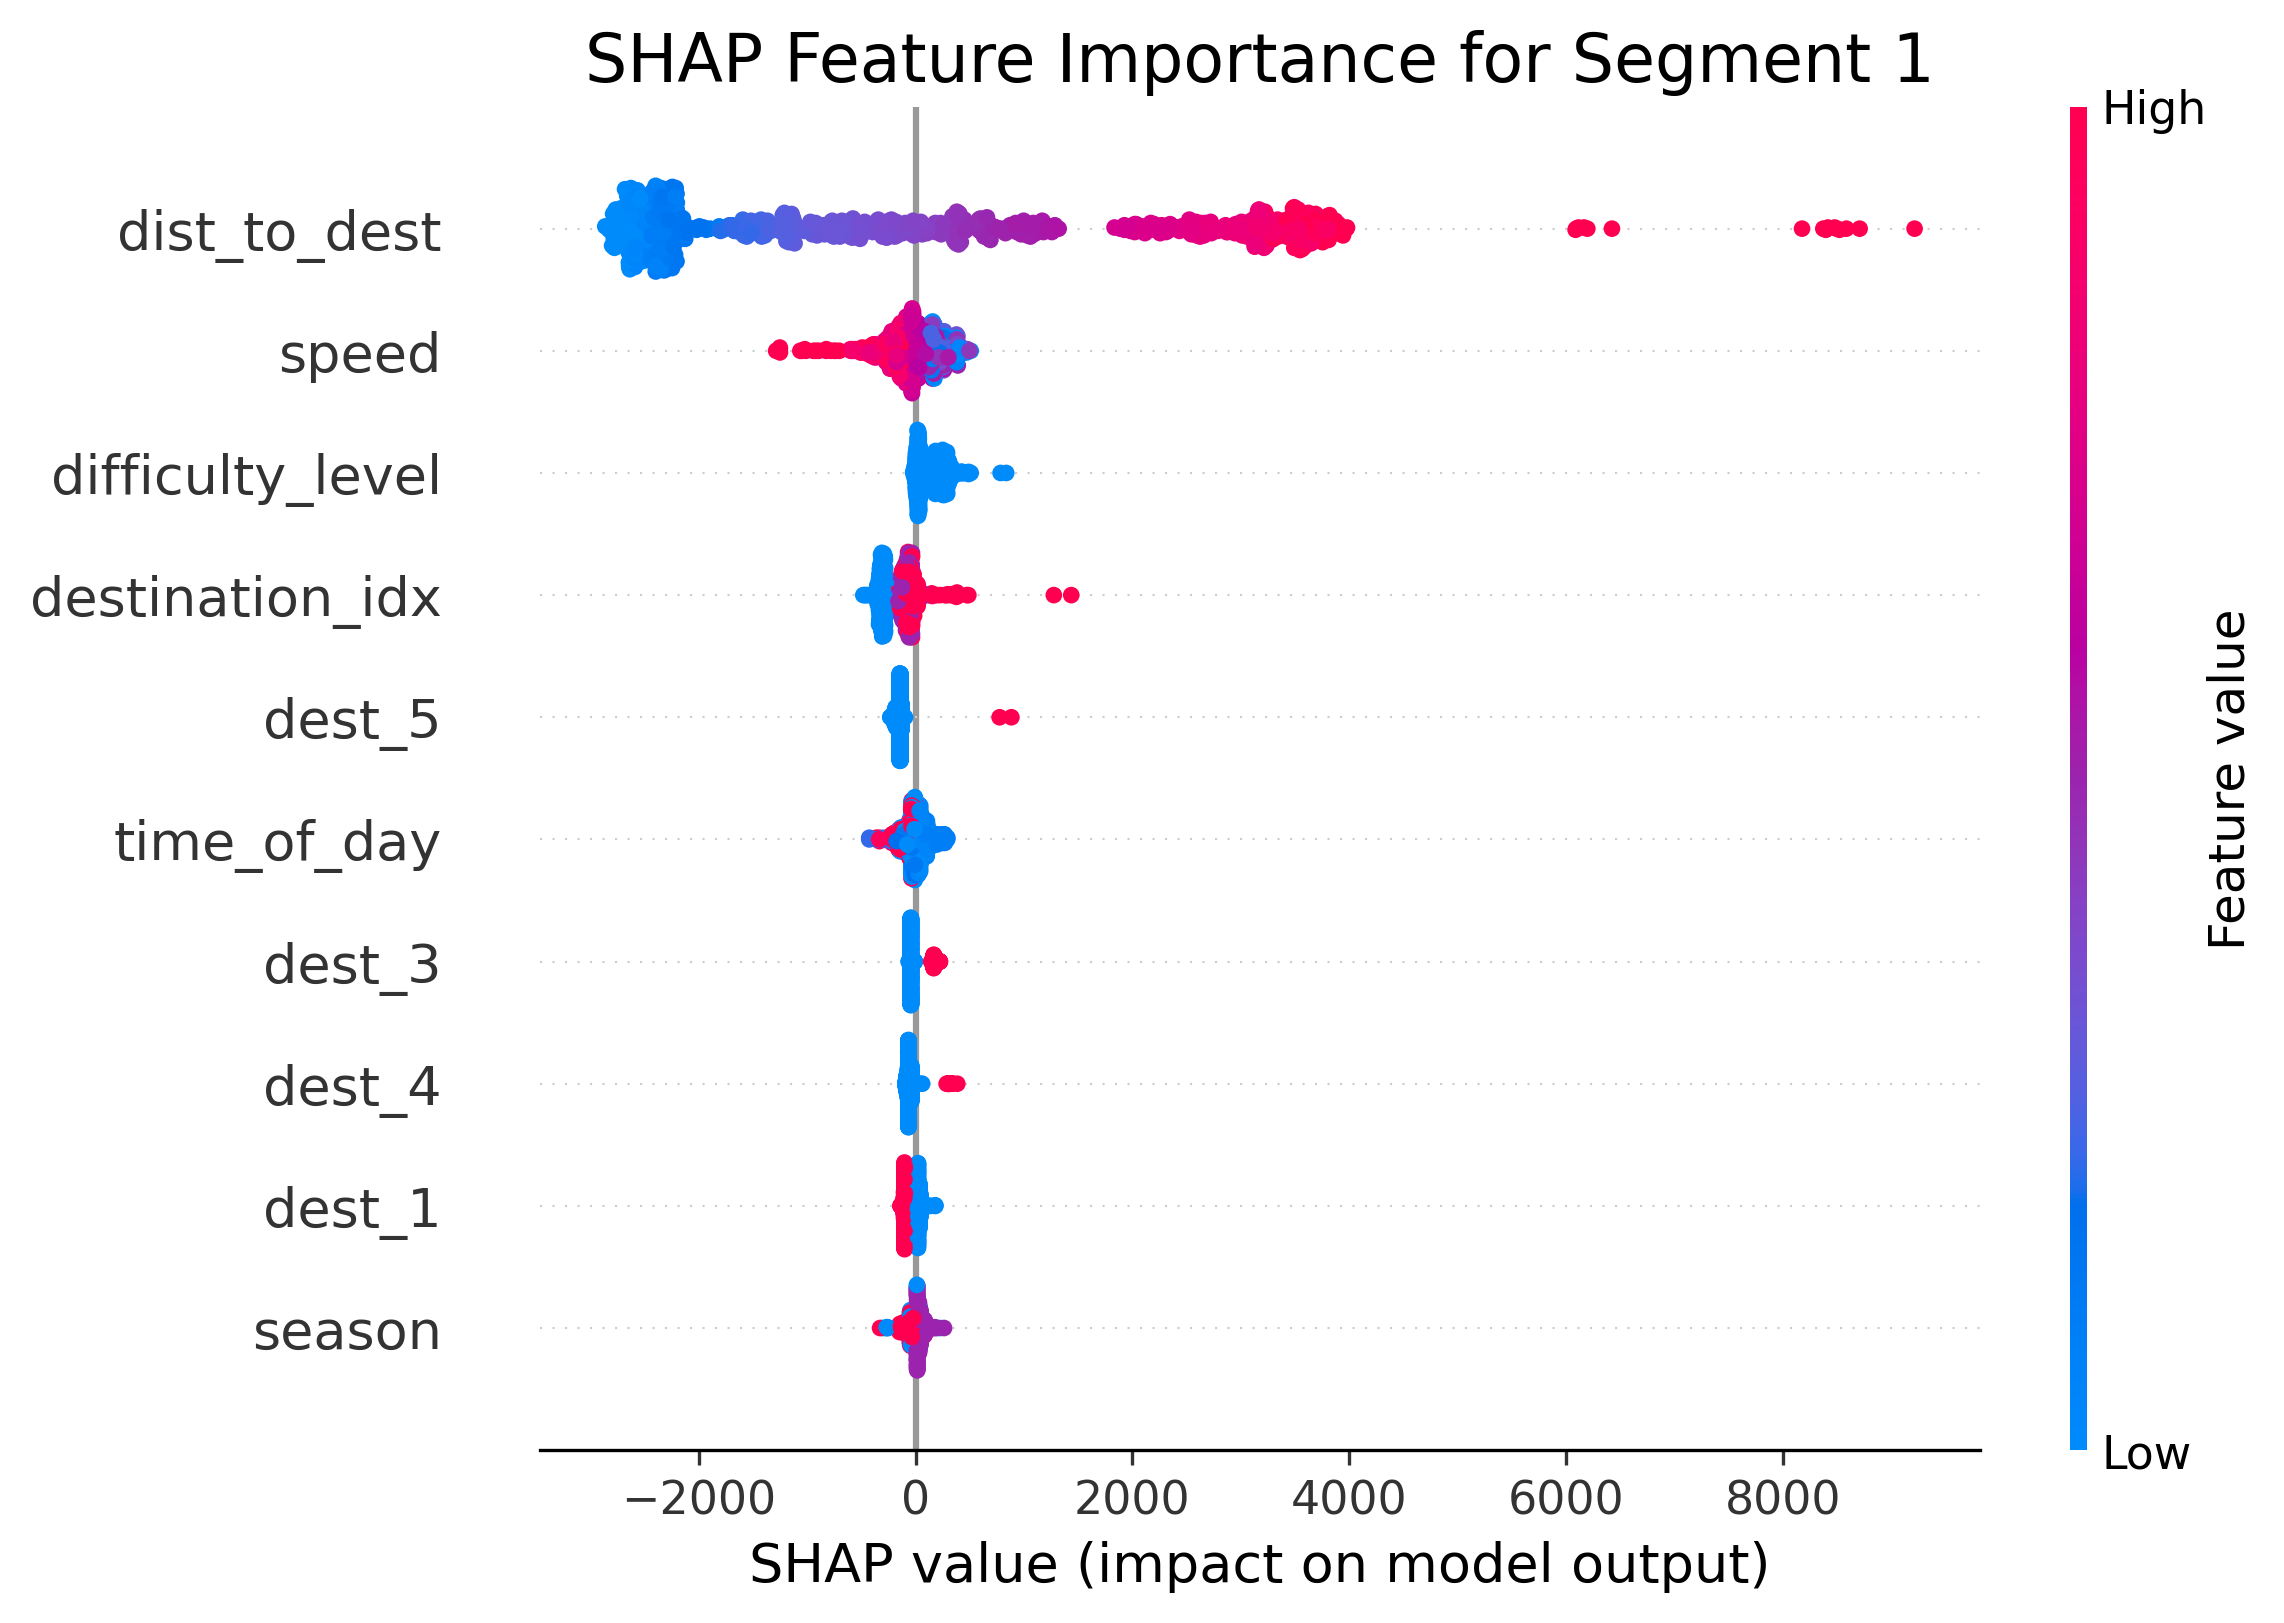 SHAP Feature Importance for Segment 1
High
dist_to_dest
speed
difficulty_level
destination_idx
dest_5
time_of_day
dest_3
dest_4
dest_1
season
Feature value
Low
−2000 0 2000 4000 6000 8000
SHAP value (impact on model output)